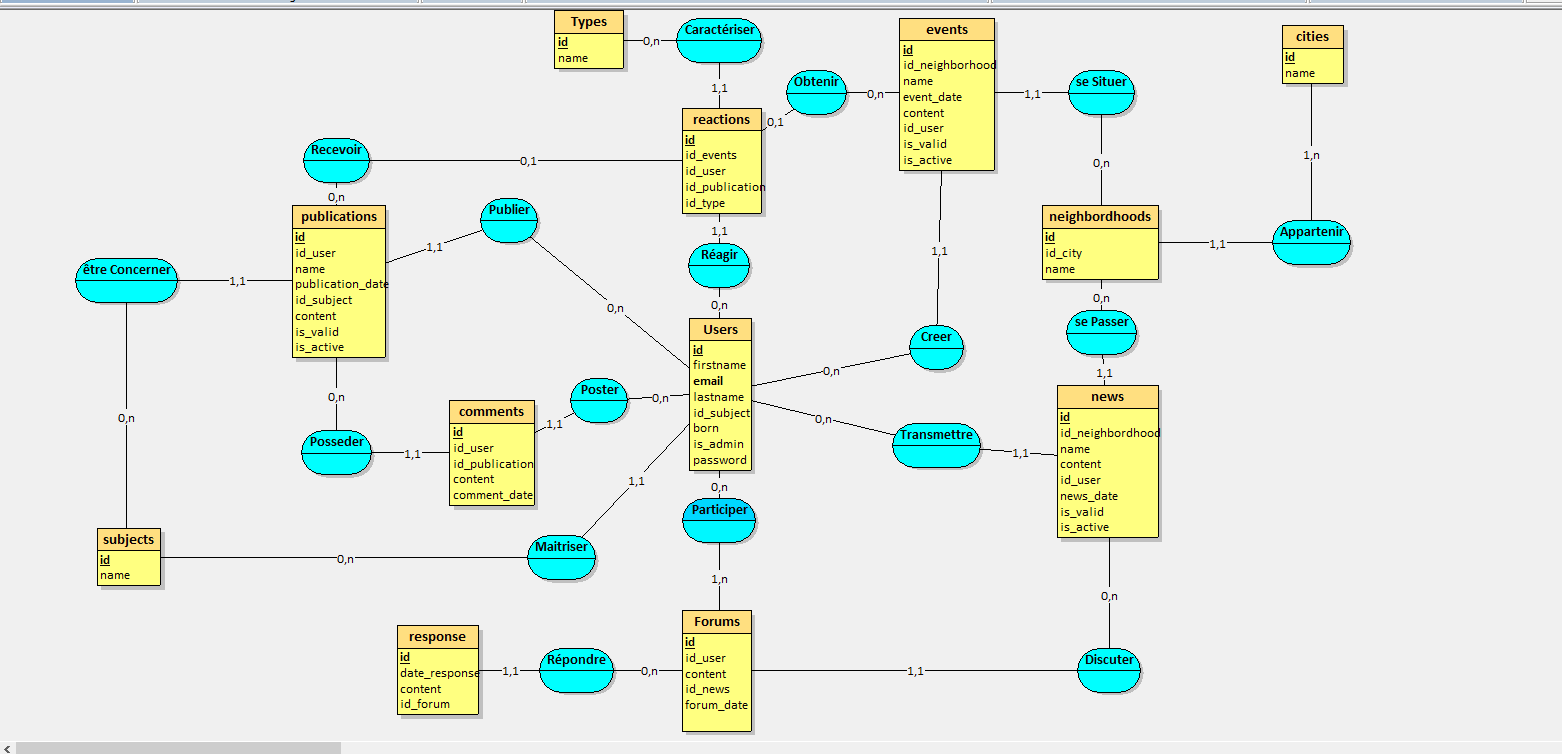 Types
id
name
0,n
Caractériser
1,1
events
id
id_neighborhood
name
event_date
content
id_user
is_valid
is_active
cities
id
name
Obtenir
0,n
0,1
se Situer
1,1
0,n
1,n
reactions
id
id_events
id_user
id_publication
id_type
Recevoir
0,1
0,n
publications
id
id_user
name
publication_date
id_subject
content
is_valid
is_active
Publier
1,1
0,n
1,1
Réagir
0,n
neighbordhoods
id
id_city
name
1,1
Appartenir
être Concerner
1,1
0,n
1,1
Creer
0,n
0,n
se Passer
1,1
Users
id
firstname
email
lastname
id_subject
born
is_admin
password
Poster
0,n
1,1
comments
id
id_user
id_publication
content
comment_date
0,n
Posseder
1,1
0,n
Transmettre
1,1
news
id
id_neighbordhood
name
content
id_user
news_date
is_valid
is_active
1,1
Maitriser
0,n
subjects
id
name
0,n
Participer
1,n
0,n
Forums
id
id_user
content
id_news
forum_date
response
id
date_response
content
id_forum
1,1
Répondre
0,n
1,1
Discuter